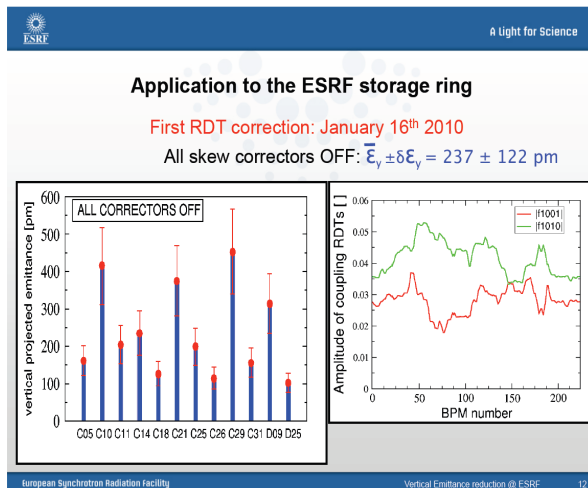 ESRF
A Light for Science
Application to the ESRF storage ring
First RDT correction: January 16th 2010
All skew correctors OFF: ε̅y ±δεy = 237 ± 122 pm
ALL CORRECTORS OFF
vertical projected emittance [pm]
600
500
400
300
200
100
0
C05 C10 C11 C14 C18 C21 C25 C26 C29 C31 D09 D25
Amplitude of coupling RDTs [ ]
0.06
0.05
0.04
0.03
0.02
0.01
0
|f1001|
|f1010|
0 50 100 150 200
BPM number
European Synchrotron Radiation Facility
Vertical Emittance reduction @ ESRF 12